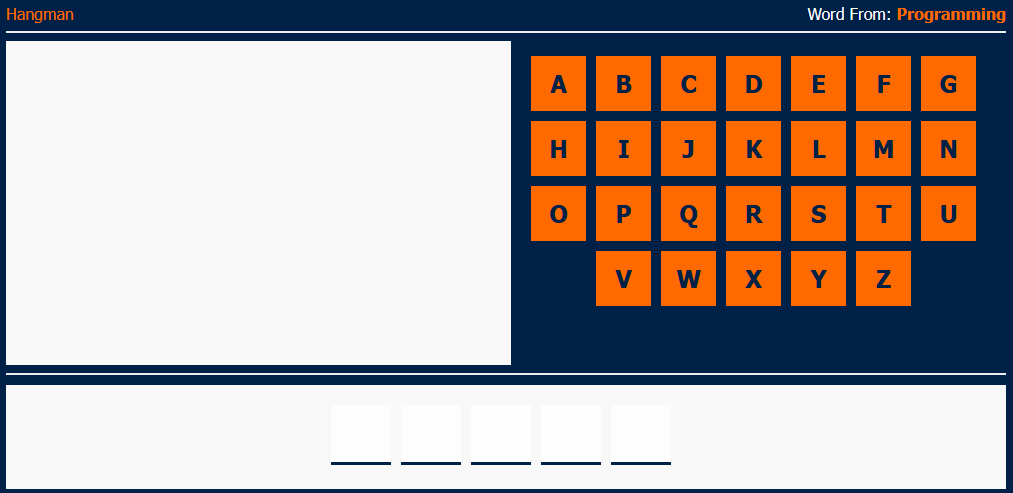 Hangman Word From: Programming
A B C D E F G
H I J K L M N
O P Q R S T U
V W X Y Z